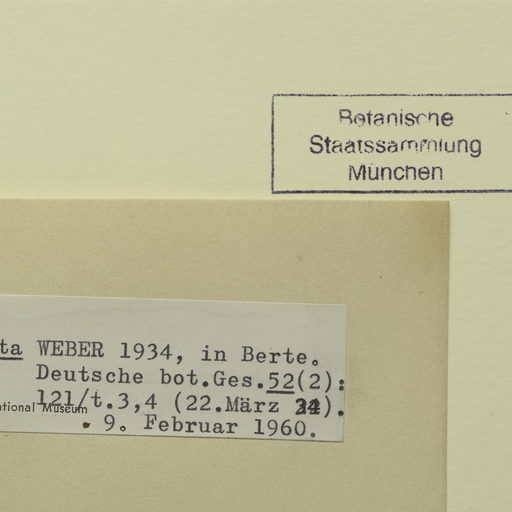 Botanische
Staatssammlung
München
ta WEBER 1934, in Berte.
Deutsche bot.Ges.52(2):
121/t.3,4 (22.März 34).
ational Museum
9. Februar 1960.